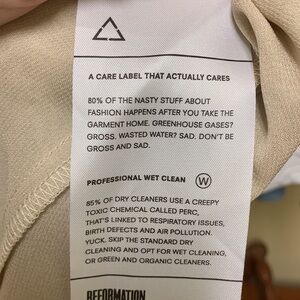 A CARE LABEL THAT ACTUALLY CARES
80% OF THE NASTY STUFF ABOUT
FASHION HAPPENS AFTER YOU TAKE THE
GARMENT HOME. GREENHOUSE GASES?
GROSS. WASTED WATER? SAD. DON'T BE
GROSS AND SAD.
PROFESSIONAL WET CLEAN W
85% OF DRY CLEANERS USE A CREEPY
TOXIC CHEMICAL CALLED PERC,
THAT'S LINKED TO RESPIRATORY ISSUES,
BIRTH DEFECTS AND AIR POLLUTION.
YUCK. SKIP THE STANDARD DRY
CLEANING AND OPT FOR WET CLEANING,
OR GREEN AND ORGANIC CLEANERS.
REFORMATION